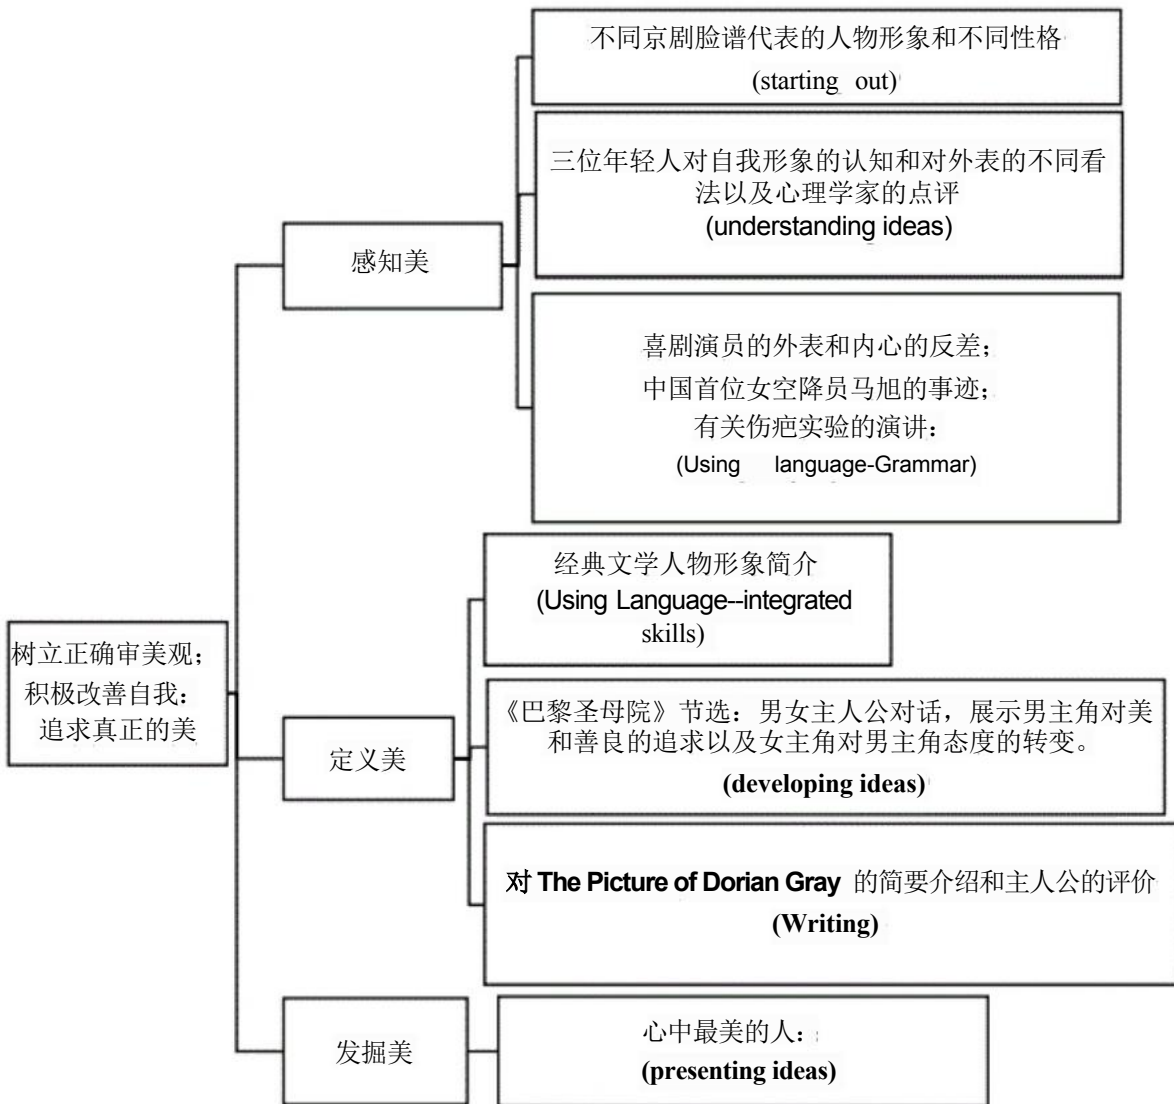 不同京剧脸谱代表的人物形象和不同性格
(starting out)
三位年轻人对自我形象的认知和对外表的不同看
法以及心理学家的点评
(understanding ideas)
感知美
喜剧演员的外表和内心的反差；
中国首位女空降员马旭的事迹；
有关伤疤实验的演讲：
(Using language-Grammar)
经典文学人物形象简介
(Using Language--integrated
skills)
树立正确审美观；
积极改善自我：
追求真正的美
《巴黎圣母院》节选：男女主人公对话，展示男主角对美
和善良的追求以及女主角对男主角态度的转变。
(developing ideas)
定义美
对 The Picture of Dorian Gray 的简要介绍和主人公的评价
(Writing)
发掘美
心中最美的人：
(presenting ideas)